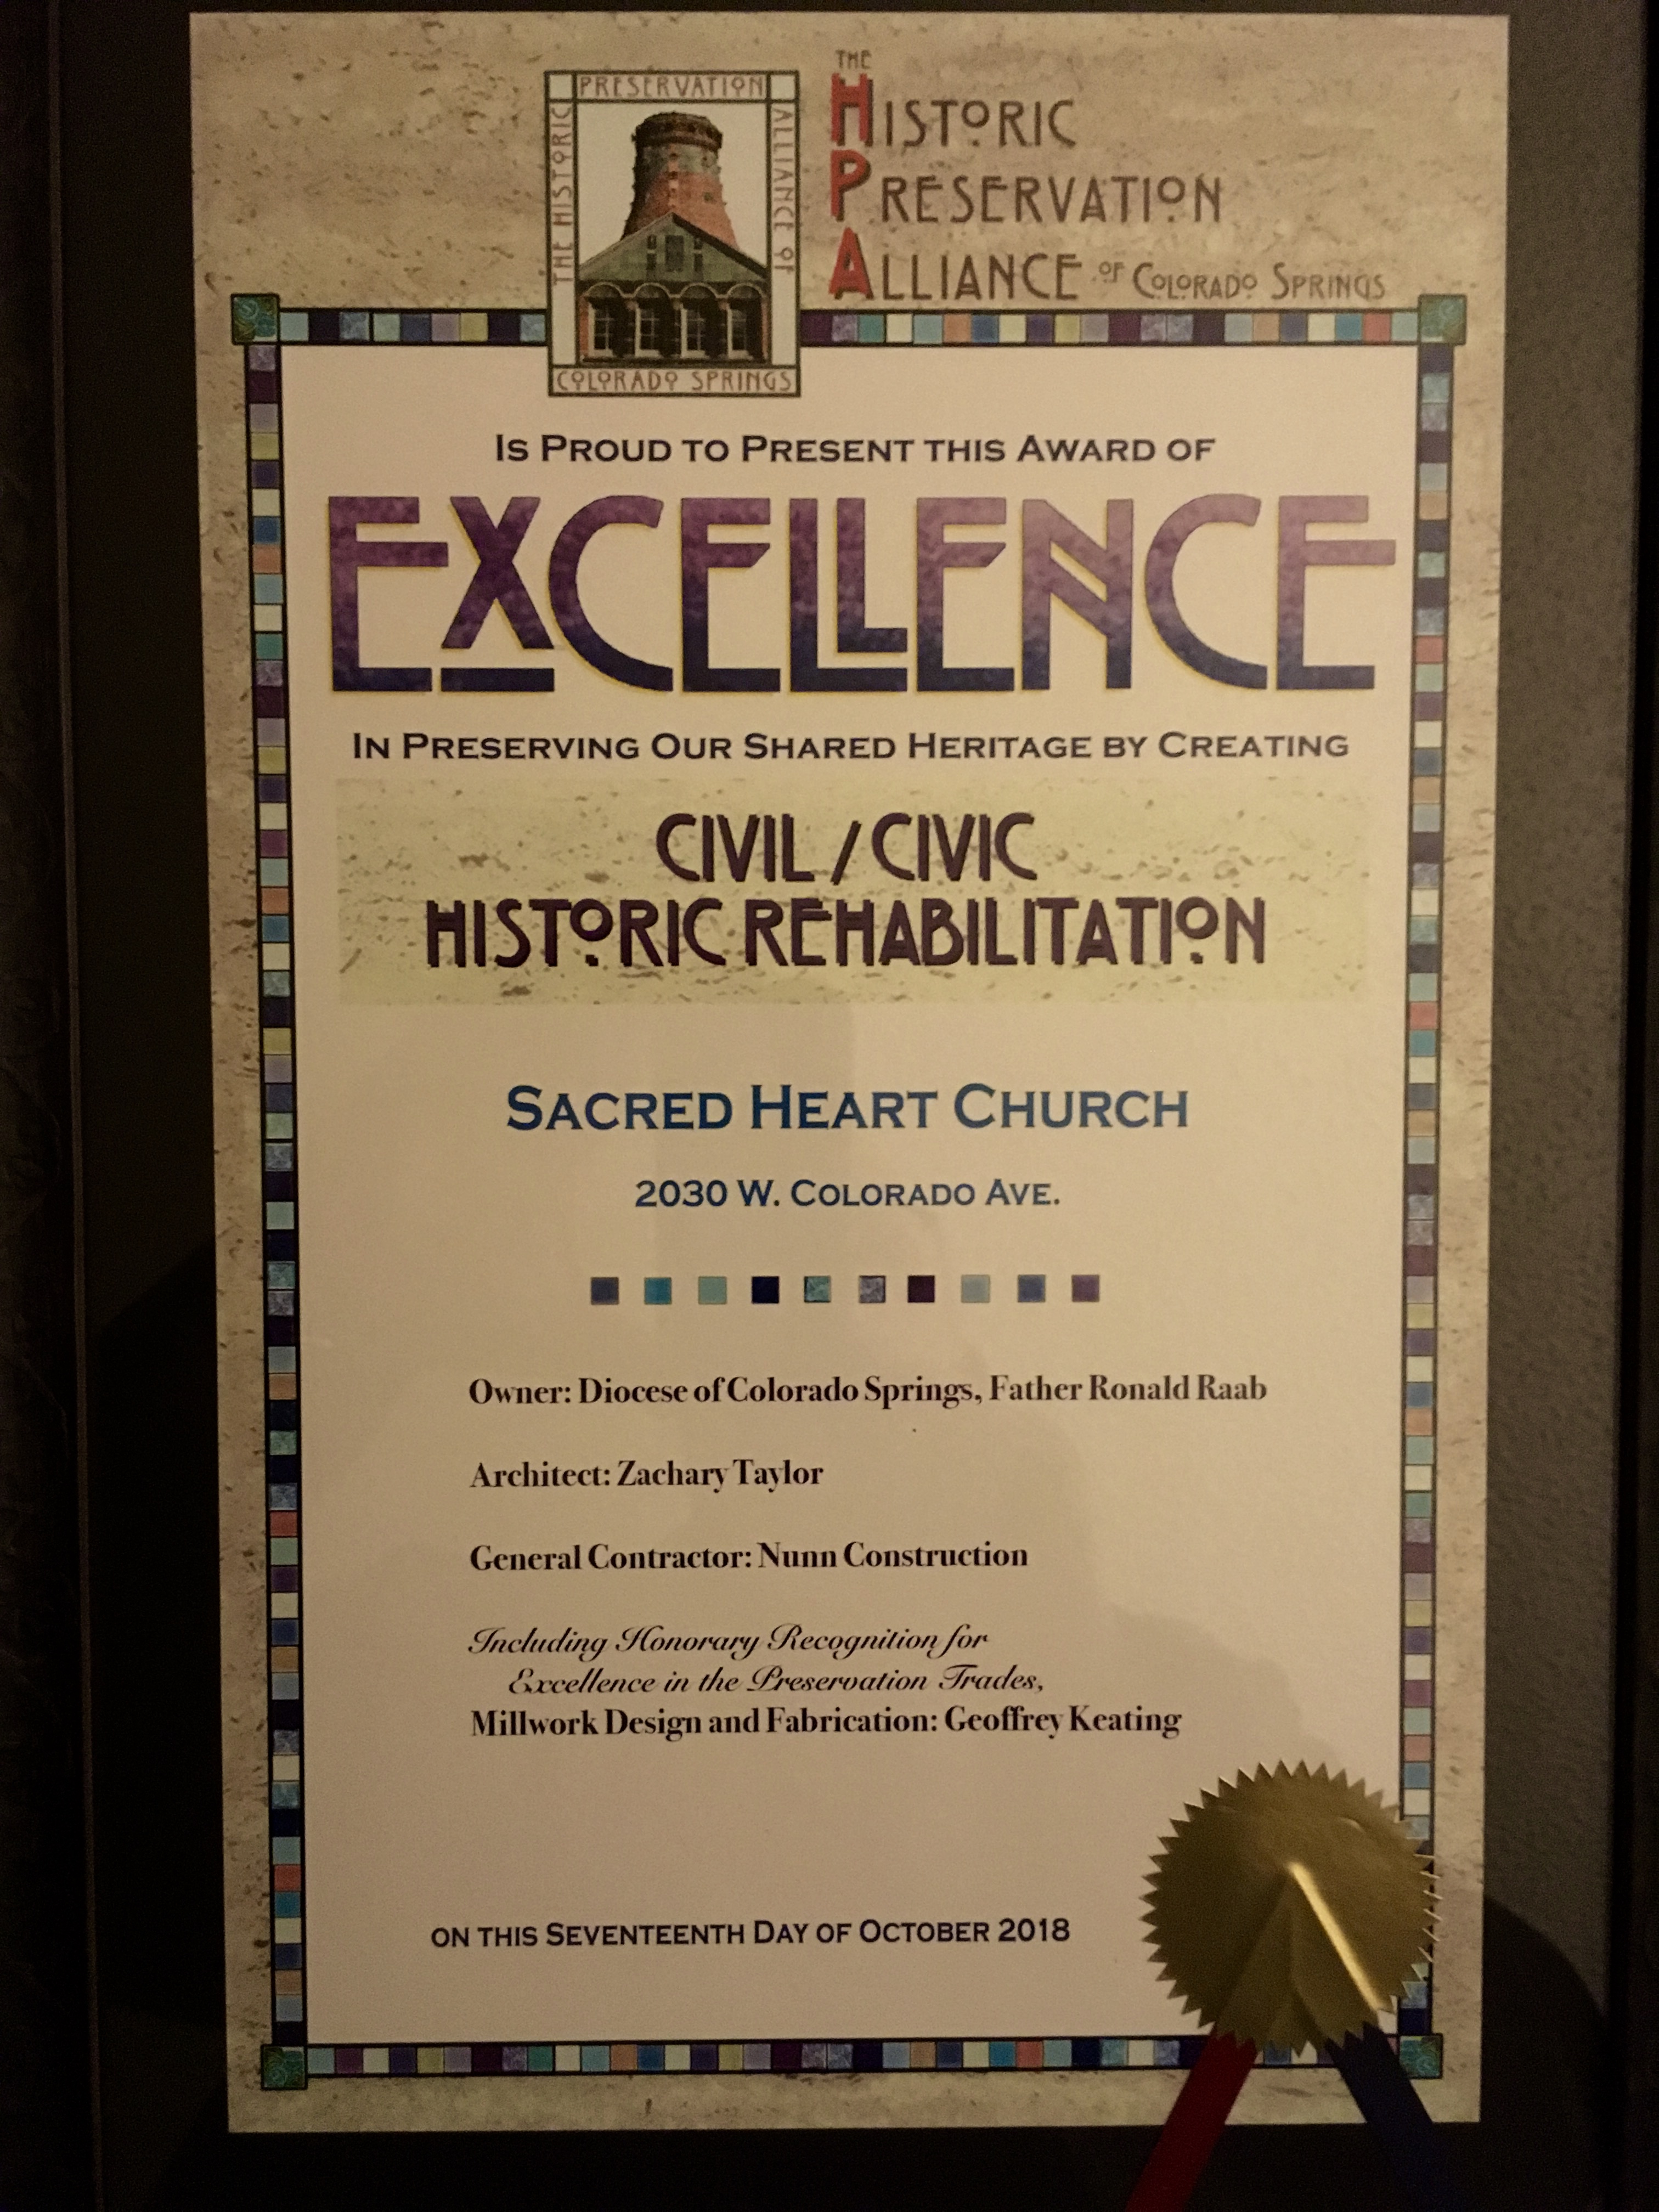 PRESERVATION
THE HISTORIC
ALLIANCE OF
COLORADO SPRINGS
THE
HISTORIC
PRESERVATION
ALLIANCE OF COLORADO SPRINGS
IS PROUD TO PRESENT THIS AWARD OF
EXCELLENCE
IN PRESERVING OUR SHARED HERITAGE BY CREATING
CIVIL / CIVIC
HISTORIC REHABILITATION
SACRED HEART CHURCH
2030 W. COLORADO AVE.
Owner: Diocese of Colorado Springs, Father Ronald Raab
Architect: Zachary Taylor
General Contractor: Nunn Construction
Including Honorary Recognition for
Excellence in the Preservation Trades,
Millwork Design and Fabrication: Geoffrey Keating
ON THIS SEVENTEENTH DAY OF OCTOBER 2018